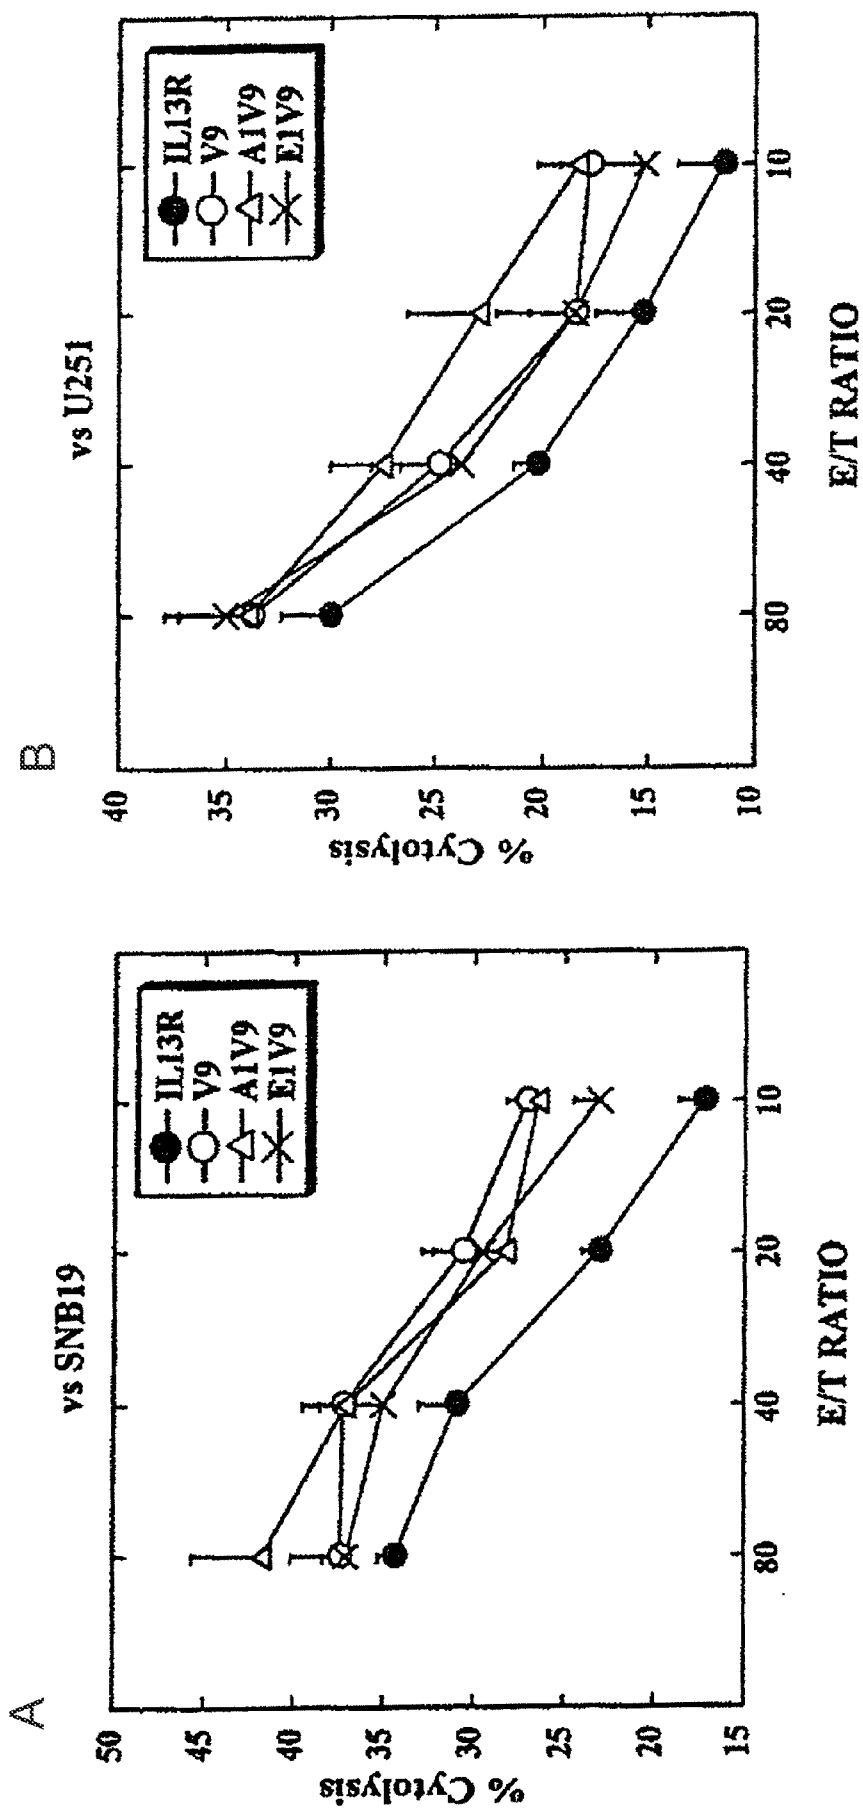 A
vs SNB19
% Cytolysis
50
45
40
35
30
25
20
15
80
40
20
10
E/T RATIO
IL13R
V9
A1V9
E1V9
B
vs U251
% Cytolysis
40
35
30
25
20
15
10
80
40
20
10
E/T RATIO
IL13R
V9
A1V9
E1V9